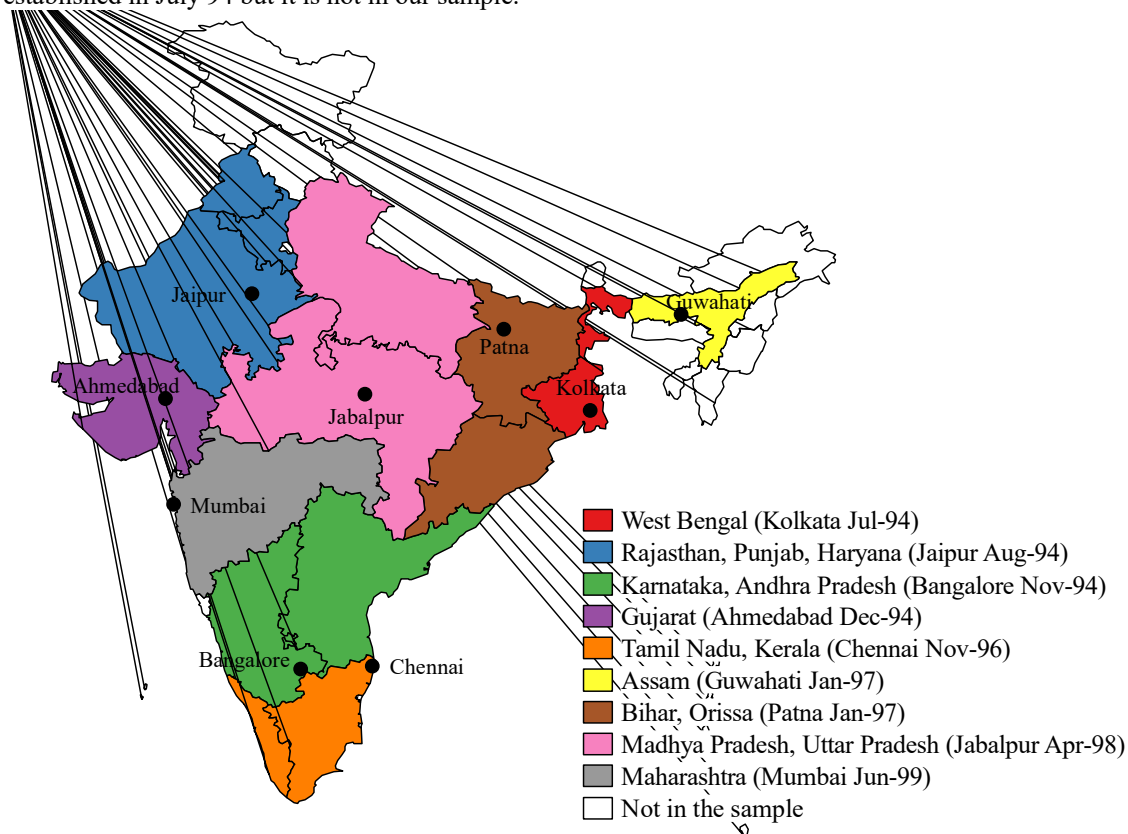 established in July 94 but it is not in our sample.
Jaipur
Guwahati
Patna
Ahmedabad
Kolkata
Jabalpur
Mumbai
Bangalore
Chennai
West Bengal (Kolkata Jul-94)
Rajasthan, Punjab, Haryana (Jaipur Aug-94)
Karnataka, Andhra Pradesh (Bangalore Nov-94)
Gujarat (Ahmedabad Dec-94)
Tamil Nadu, Kerala (Chennai Nov-96)
Assam (Guwahati Jan-97)
Bihar, Orissa (Patna Jan-97)
Madhya Pradesh, Uttar Pradesh (Jabalpur Apr-98)
Maharashtra (Mumbai Jun-99)
Not in the sample